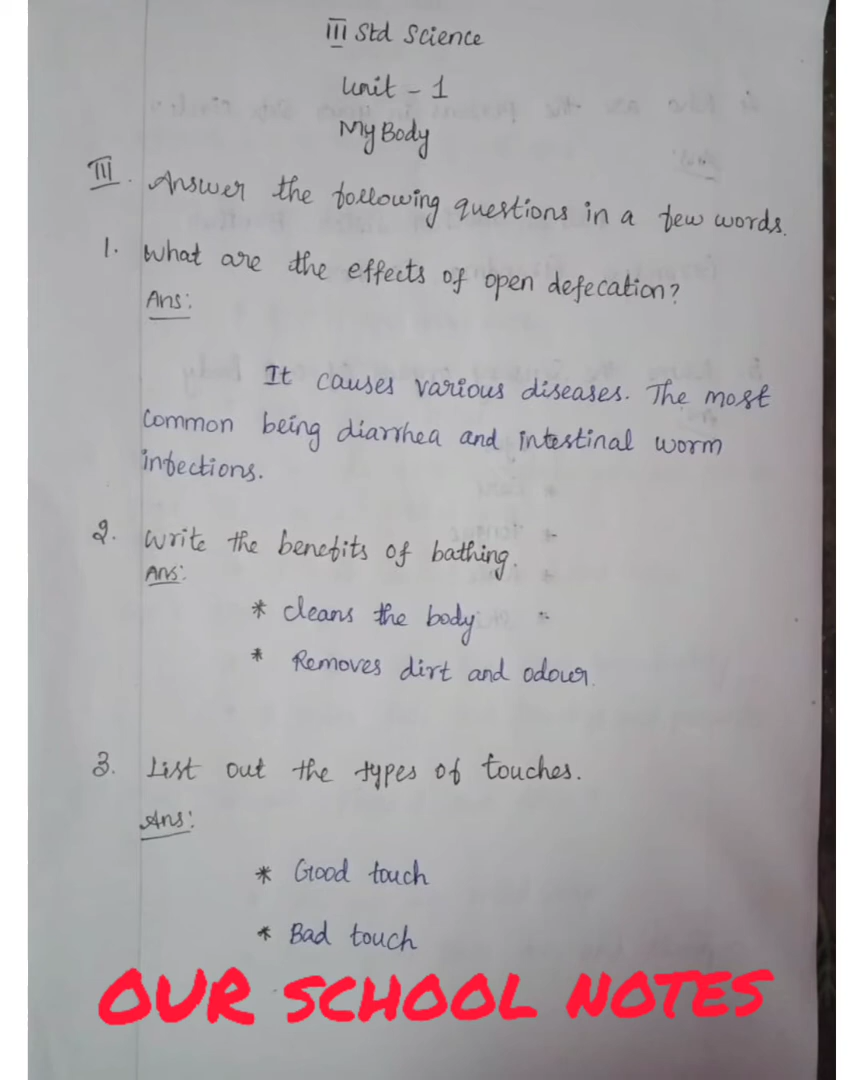 III Std Science
Unit - 1
My Body
III. Answer the following questions in a few words.
1. What are the effects of open defecation?
Ans:
It causes various diseases. The most
common being diarrhea and intestinal worm
infections.
2. Write the benefits of bathing.
Ans:
* cleans the body
* Removes dirt and odour.
3. List out the types of touches.
Ans:
* Good touch
* Bad touch
OUR SCHOOL NOTES